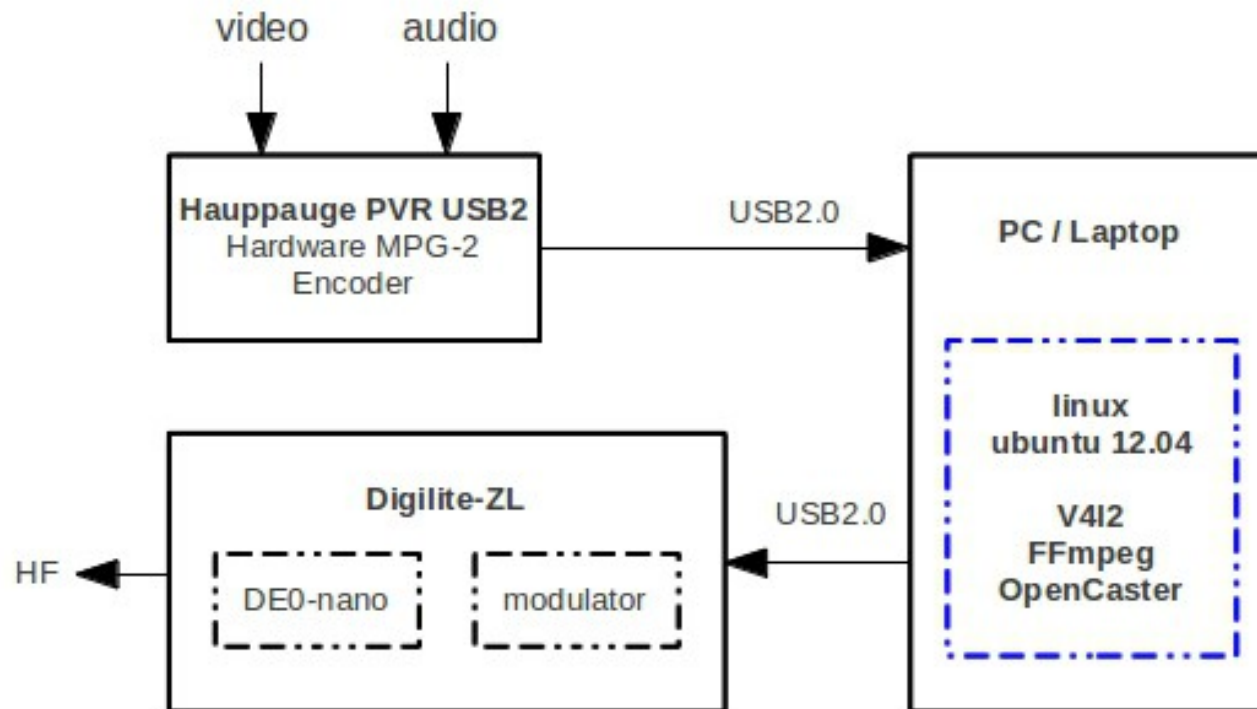 video
audio
Hauppauge PVR USB2
Hardware MPG-2
Encoder
USB2.0
PC / Laptop
linux
ubuntu 12.04
V4l2
FFmpeg
OpenCaster
USB2.0
Digilite-ZL
DE0-nano
modulator
HF